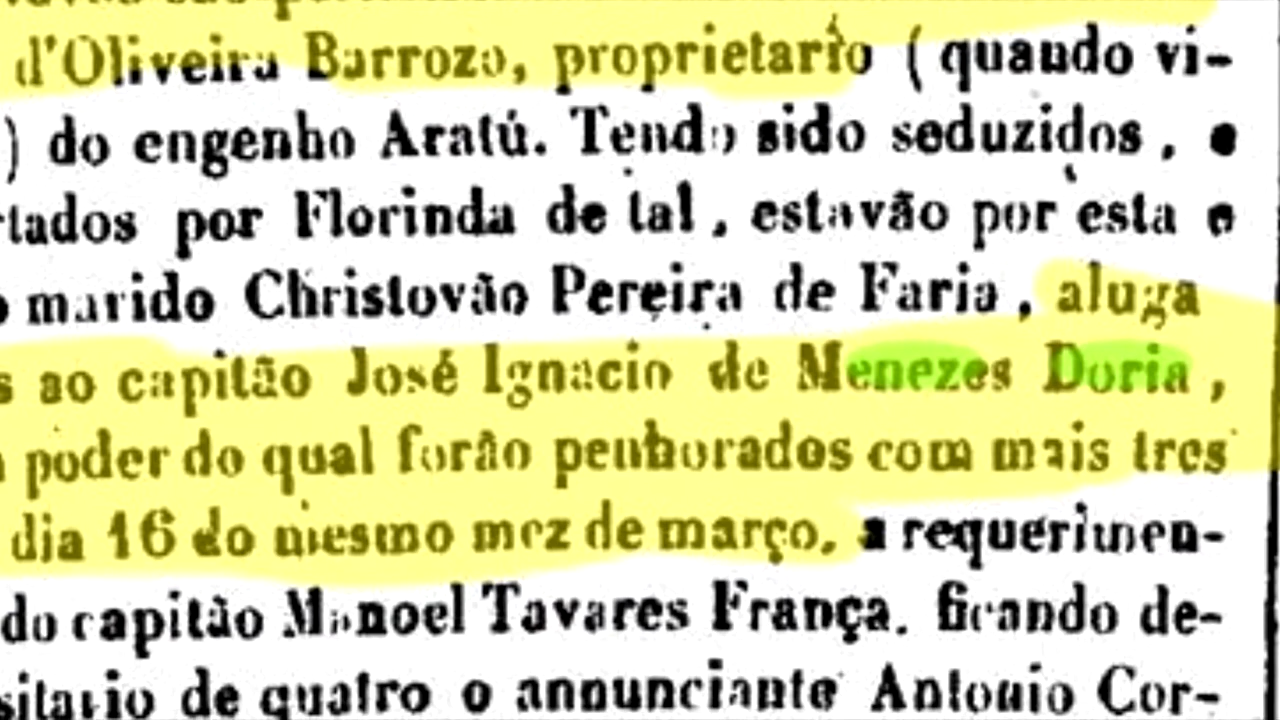 d'Oliveira Barrozo, proprietario ( quando vi-
) do engenho Aratú. Tendo sido seduzidos, e
tados por Florinda de tal, estavão por esta e
o marido Christovão Pereira de Faria, aluga
s ao capitão José Ignacio de Menezes Doria,
poder do qual forão penhorados com mais tres
dia 16 do mesmo mez de março, a requerimen-
do capitão Manoel Tavares França. ficando de-
sitario de quatro o annunciante Antonio Cor-